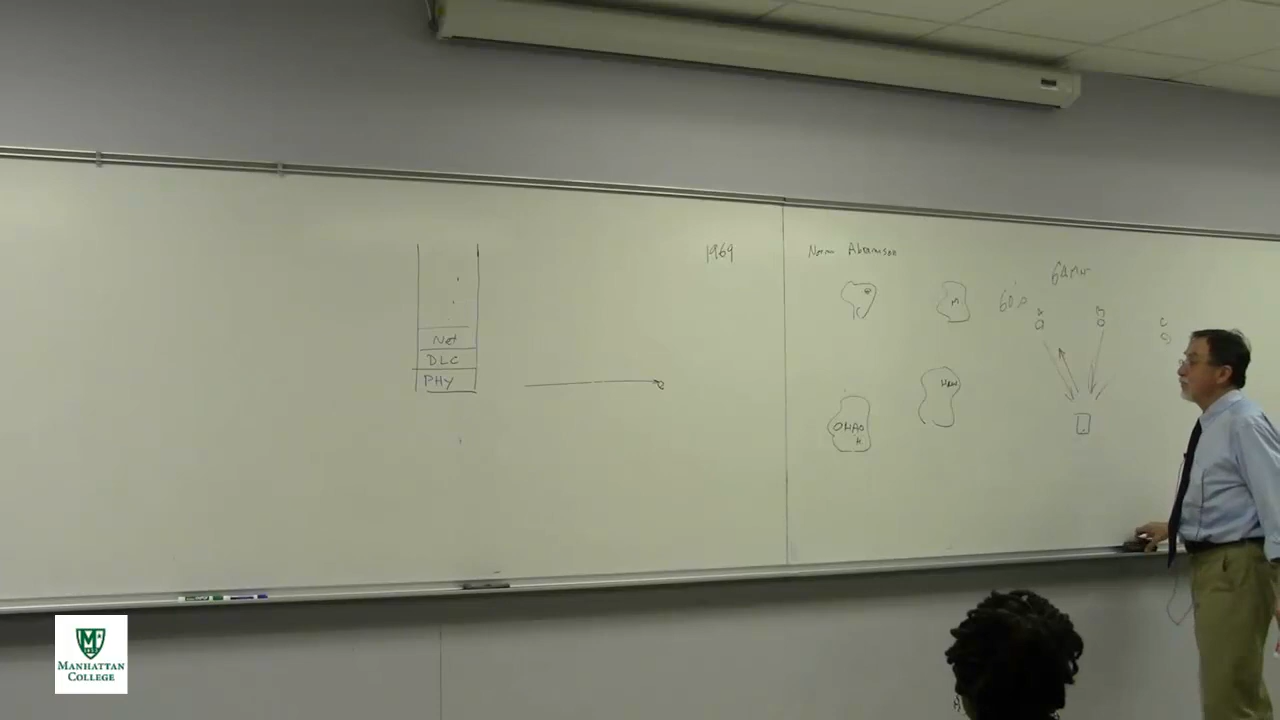 1969
Norm Abramson
M
60's
Net
DLC
PHY
OHAO
MANHATTAN
COLLEGE